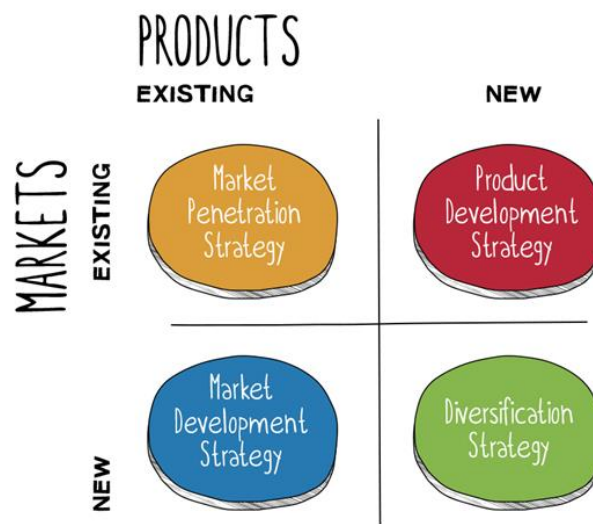 PRODUCTS
EXISTING
NEW
MARKETS
EXISTING
Market
Penetration
Strategy
Product
Development
Strategy
NEW
Market
Development
Strategy
Diversification
Strategy